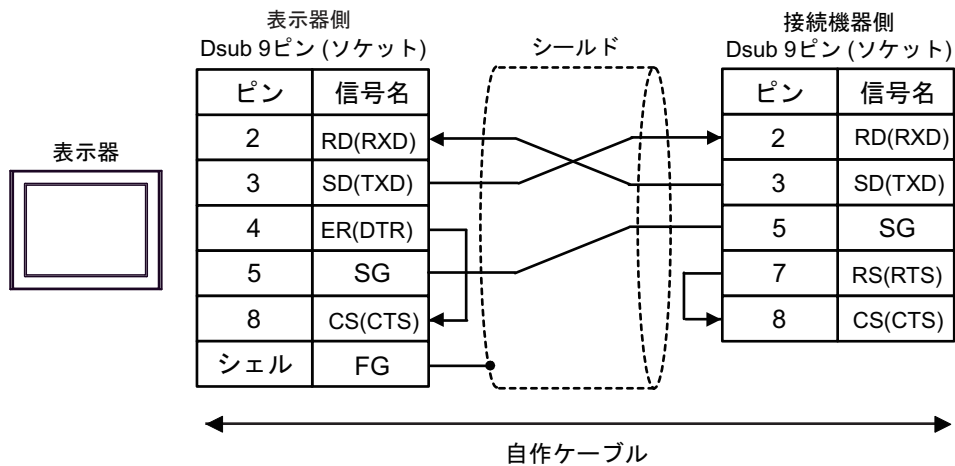 表示器側
Dsub 9ピン (ソケット)
シールド
接続機器側
Dsub 9ピン (ソケット)
表示器
ピン 信号名
2 RD(RXD)
3 SD(TXD)
4 ER(DTR)
5 SG
8 CS(CTS)
シェル FG
ピン 信号名
2 RD(RXD)
3 SD(TXD)
5 SG
7 RS(RTS)
8 CS(CTS)
自作ケーブル